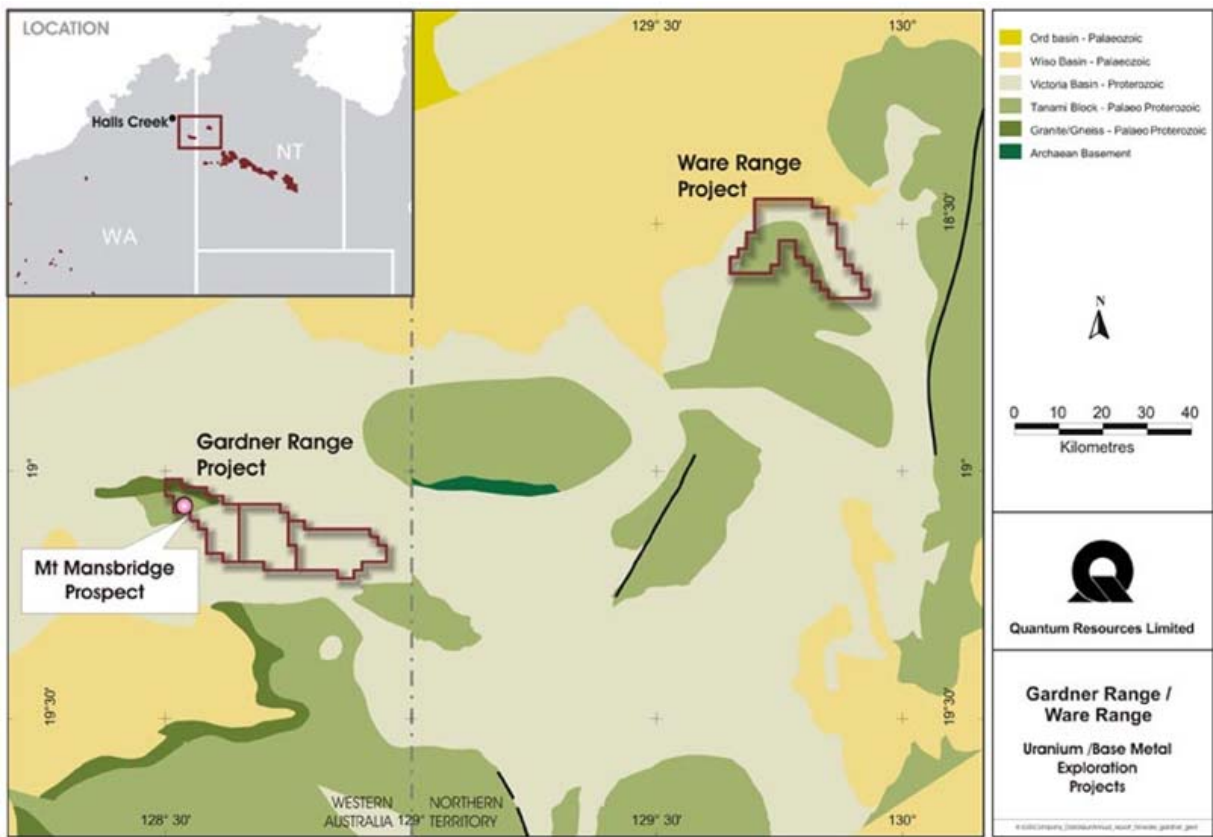 LOCATION
Halls Creek
NT
WA
129° 30'
130°
Ware Range
Project
18°30'
Gardner Range
Project
19°
19°
Mt Mansbridge
Prospect
19°30'
19°30'
WESTERN
AUSTRALIA
129°
NORTHERN
TERRITORY
128° 30'
129° 30'
130°
Ord basin - Palaeozoic
Wiso Basin - Palaeozoic
Victoria Basin - Proterozoic
Tanami Block - Palaeo Proterozoic
Granite/Gneiss - Palaeo Proterozoic
Archaean Basement
N
0 10 20 30 40
Kilometres
Quantum Resources Limited
Gardner Range /
Ware Range
Uranium /Base Metal
Exploration
Projects